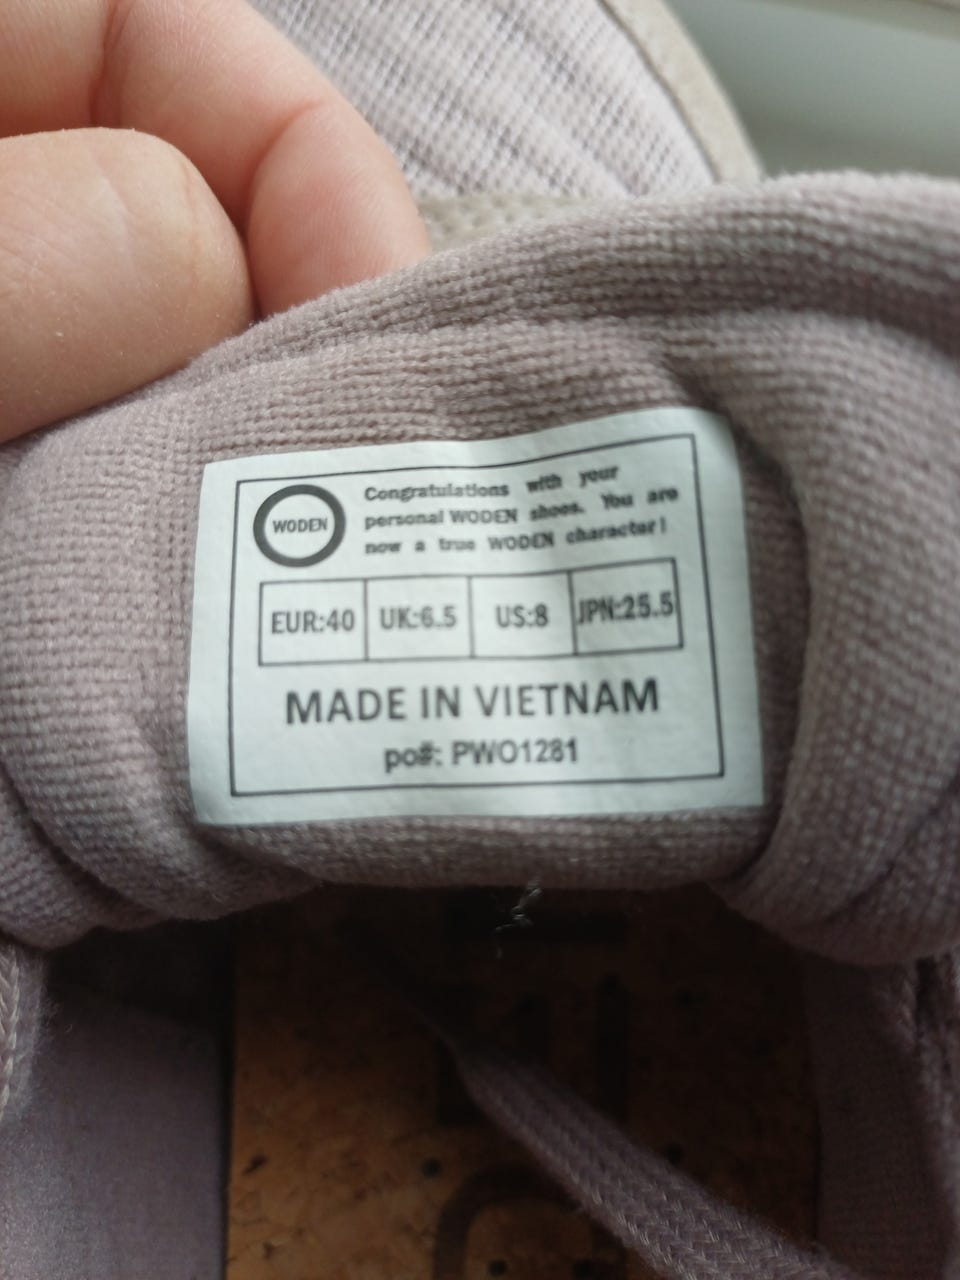 WODEN
Congratulations with your
personal WODEN shoes. You are
now a true WODEN character!
EUR:40 UK:6.5 US:8 JPN:25.5
MADE IN VIETNAM
po#: PWO1281